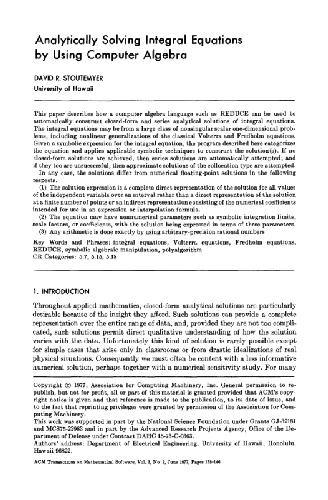 Analytically Solving Integral Equations
by Using Computer Algebra
DAVID R. STOUTEMYER
University of Hawaii
This paper describes how a computer algebra language such as REDUCE can be used to
automatically construct closed-form and series analytical solutions of integral equations.
The integral equations may be from a large class of nonsingular one-dimensional prob-
lems, including nonlinear generalizations of the classical Volterra and Fredholm equations.
Given a symbolic expression for the integral equation, the program described here categorizes
the equation and applies applicable symbolic techniques to construct the solution(s). If no
closed-form solutions are achieved, then series solutions are automatically attempted, and
if they too are unsuccessful, then approximate solutions of the collocation type are attempted.
In any case, the solutions differ from numerical floating-point solutions in the following
respects.
(1) The solution expression is a complete direct representation of the solution for all values
of the independent variable over an interval rather than a direct representation of the solution
at a finite number of points or an indirect representation consisting of the numerical coefficients
intended for use in an expression or interpolation formula.
(2) The equation may have nonnumerical parameters such as symbolic integration limits,
scale factors, or coefficients, with the solution being expressed in terms of these parameters.
(3) Any arithmetic is done exactly by using arbitrary-precision rational numbers
Key Words and Phrases: integral equations, Volterra equations, Fredholm equations,
REDUCE, symbolic algebraic manipulation, polyalgorithm
CR Categories: 5.7, 5.13, 5.18
1. INTRODUCTION
Throughout applied mathematics, closed-form analytical solutions are particularly
desirable because of the insight they afford. Such solutions can provide a complete
representation over the entire range of data, and, provided they are not too compli-
cated, such solutions permit direct qualitative understanding of how the solution
varies with the data. Unfortunately this kind of solution is rarely possible except
for simple cases that arise only in classrooms or from drastic idealizations of real
physical situations. Consequently we must often be content with a less informative
numerical solution, perhaps together with a numerical sensitivity study. For many
Copyright © 1977, Association for Computing Machinery, Inc. General permission to re-
publish, but not for profit, all or part of this material is granted provided that ACM's copy-
right notice is given and that reference is made to the publication, to its date of issue, and
to the fact that reprinting privileges were granted by permission of the Association for Com-
puting Machinery.
This work was supported in part by the National Science Foundation under Grants
and in part by the Advanced Research Projects Agency, Office of the De-
partment of Defense under Contract DAHC
Authors' address: Department of Electrical Engineering, University of Hawaii, Honolulu,
Hawaii 96822.
ACM Transactions on Mathematical Software, Vol. 3, No. 2, June 1977, Pages